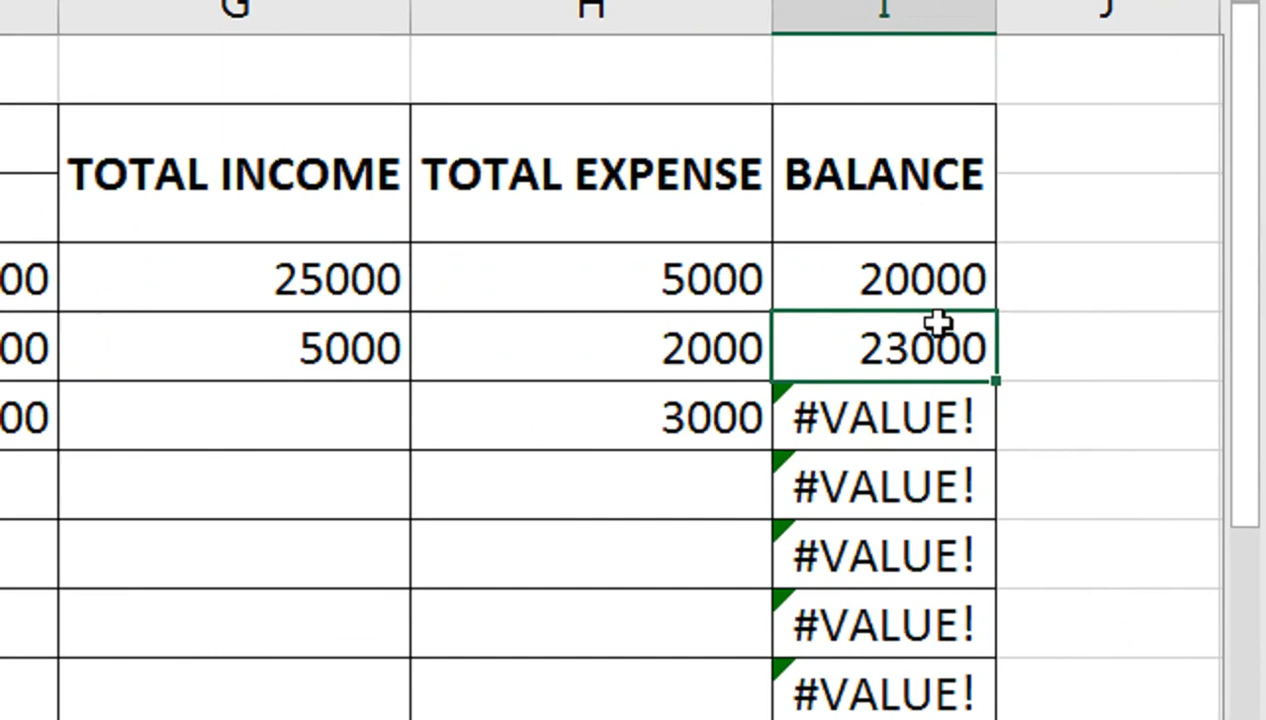 G H I J
TOTAL INCOME TOTAL EXPENSE BALANCE
00 25000 5000 20000
00 5000 2000 23000
00 3000 #VALUE!
#VALUE!
#VALUE!
#VALUE!
#VALUE!